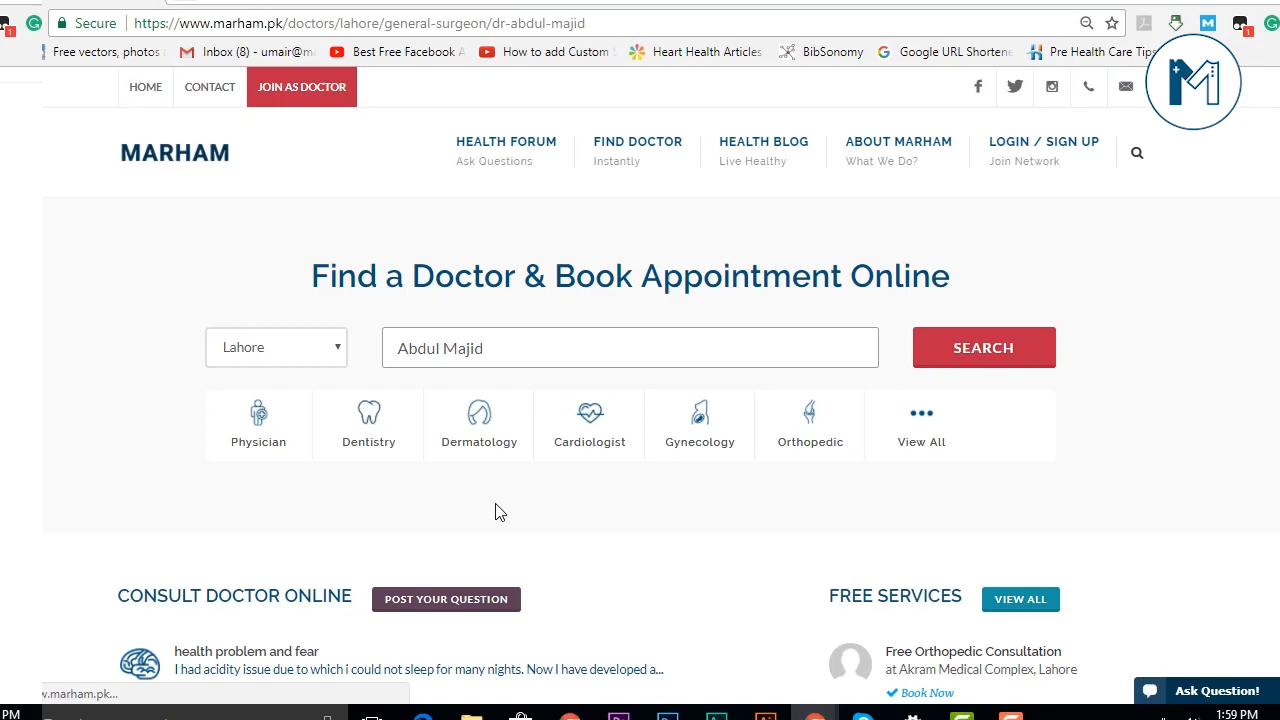 1
Secure https://www.marham.pk/doctors/lahore/general-surgeon/dr-abdul-majid
Free vectors, photos Inbox (8) - umair@m Best Free Facebook A How to add Custom Heart Health Articles BibSonomy Google URL Shortene Pre Health Care Tips
HOME CONTACT JOIN AS DOCTOR
M
MARHAM
HEALTH FORUM FIND DOCTOR HEALTH BLOG ABOUT MARHAM LOGIN / SIGN UP
Ask Questions Instantly Live Healthy What We Do? Join Network
Find a Doctor & Book Appointment Online
Lahore Abdul Majid SEARCH
Physician Dentistry Dermatology Cardiologist Gynecology Orthopedic View All
CONSULT DOCTOR ONLINE POST YOUR QUESTION FREE SERVICES VIEW ALL
health problem and fear Free Orthopedic Consultation
I had acidity issue due to which i could not sleep for many nights. Now I have developed a... at Akram Medical Complex, Lahore
Book Now
w.marham.pk... Ask Question!
PM 1:59 PM